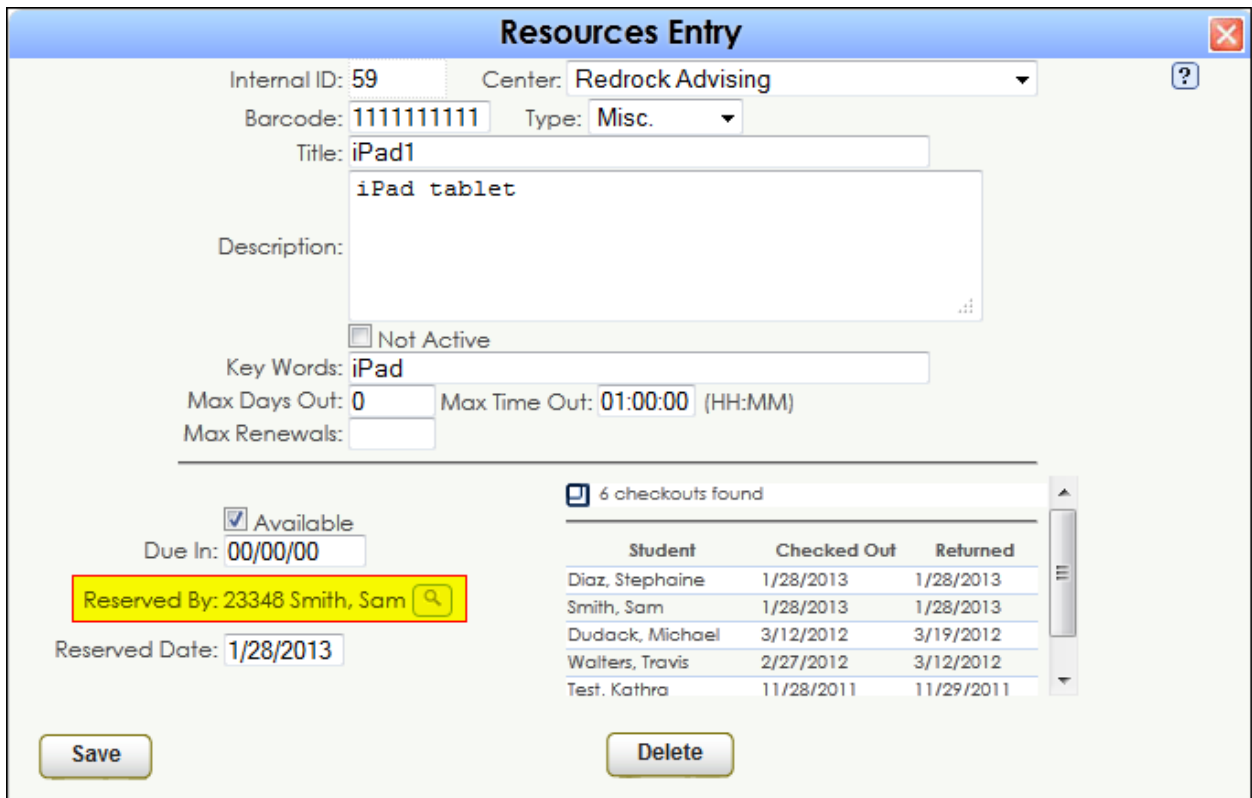 Resources Entry
Internal ID: 59 Center: Redrock Advising ?
Barcode: 1111111111 Type: Misc.
Title: iPad1
iPad tablet
Description:
Not Active
Key Words: iPad
Max Days Out: 0 Max Time Out: 01:00:00 (HH:MM)
Max Renewals:
6 checkouts found
Available
Due In: 00/00/00
Reserved By: 23348 Smith, Sam
Reserved Date: 1/28/2013
Student Checked Out Returned
Diaz, Stephaine 1/28/2013 1/28/2013
Smith, Sam 1/28/2013 1/28/2013
Dudack, Michael 3/12/2012 3/19/2012
Walters, Travis 2/27/2012 3/12/2012
Test, Kathra 11/28/2011 11/29/2011
Save Delete